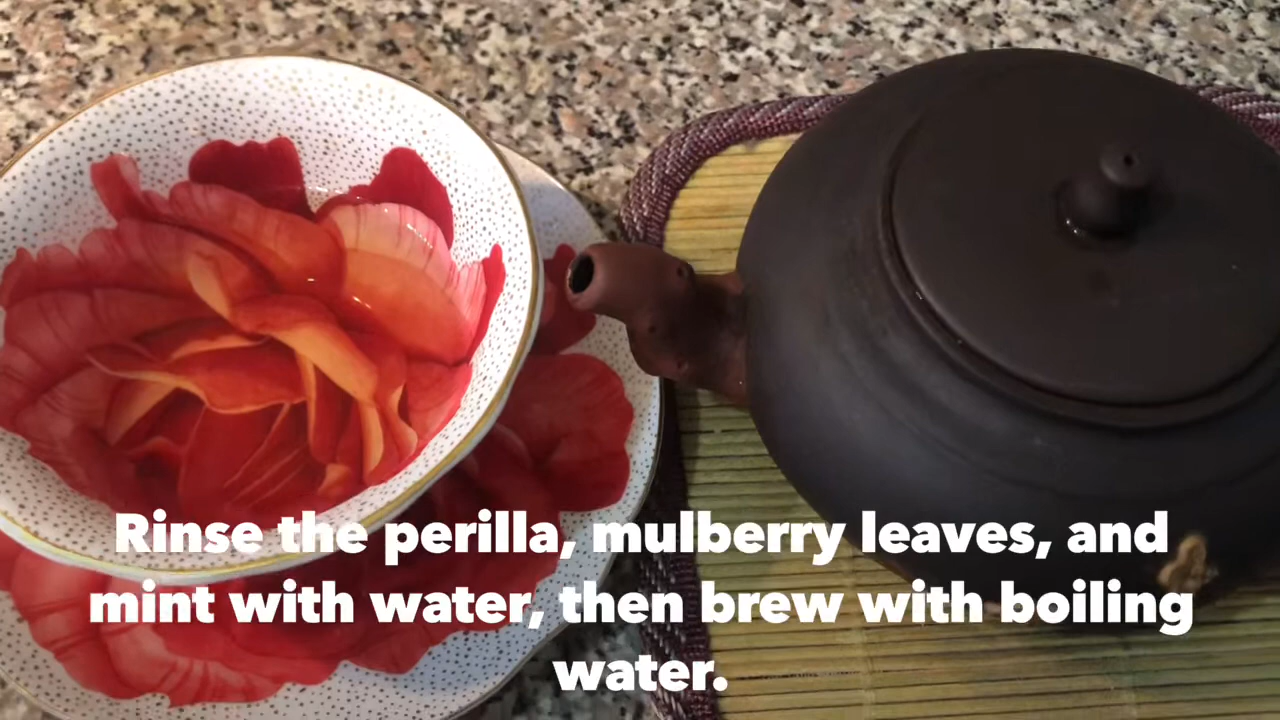 Rinse the perilla, mulberry leaves, and
mint with water, then brew with boiling
water.